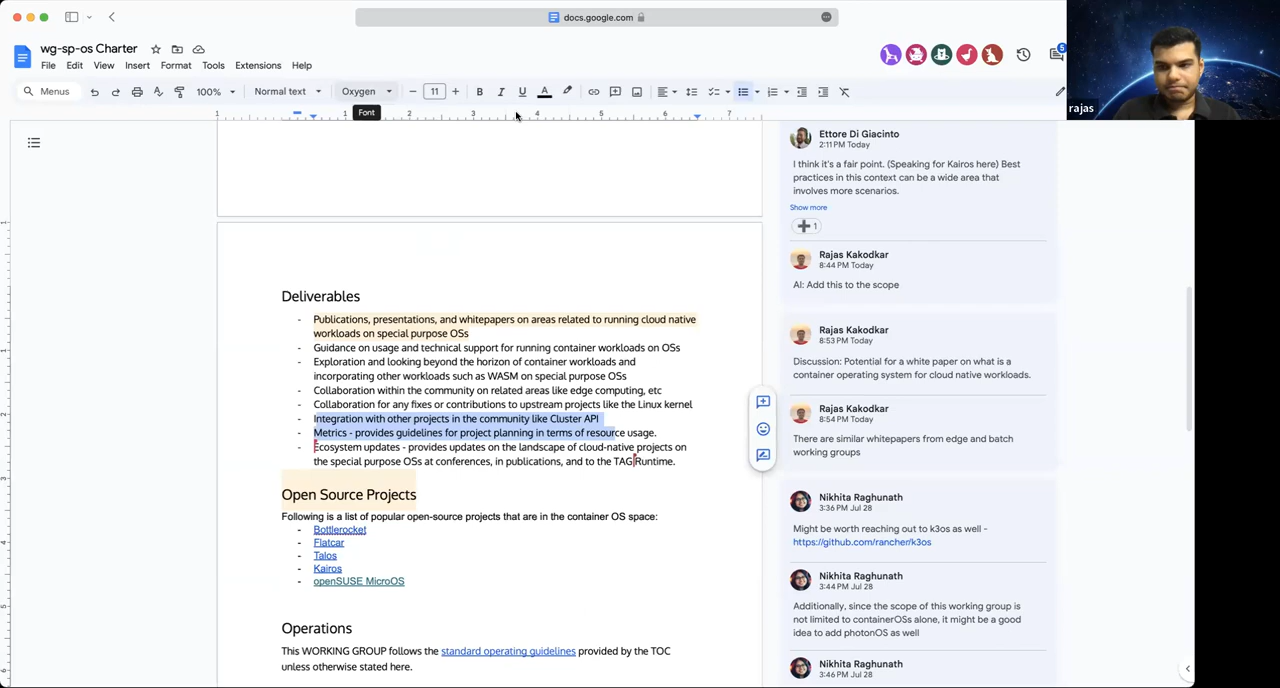 docs.google.com
wg-sp-os Charter
File Edit View Insert Format Tools Extensions Help
5
Menus 100% Normal text Oxygen 11
Font
1 1 2 3 4 5 6 7
rajas
Deliverables
- Publications, presentations, and whitepapers on areas related to running cloud native
workloads on special purpose OSs
- Guidance on usage and technical support for running container workloads on OSs
- Exploration and looking beyond the horizon of container workloads and
incorporating other workloads such as WASM on special purpose OSs
- Collaboration within the community on related areas like edge computing, etc
- Collaboration for any fixes or contributions to upstream projects like the Linux kernel
- Integration with other projects in the community like Cluster API
- Metrics - provides guidelines for project planning in terms of resource usage.
- Ecosystem updates - provides updates on the landscape of cloud-native projects on
the special purpose OSs at conferences, in publications, and to the TAG Runtime.
Open Source Projects
Following is a list of popular open-source projects that are in the container OS space:
- Bottlerocket
- Flatcar
- Talos
- Kairos
- openSUSE MicroOS
Operations
This WORKING GROUP follows the standard operating guidelines provided by the TOC
unless otherwise stated here.
Ettore Di Giacinto
2:11 PM Today
I think it's a fair point. (Speaking for Kairos here) Best
practices in this context can be a wide area that
involves more scenarios.
Show more
1
Rajas Kakodkar
8:44 PM Today
AI: Add this to the scope
Rajas Kakodkar
8:53 PM Today
Discussion: Potential for a white paper on what is a
container operating system for cloud native workloads.
Rajas Kakodkar
8:54 PM Today
There are similar whitepapers from edge and batch
working groups
Nikhita Raghunath
3:36 PM Jul 28
Might be worth reaching out to k3os as well -
https://github.com/rancher/k3os
Nikhita Raghunath
3:44 PM Jul 28
Additionally, since the scope of this working group is
not limited to containerOSs alone, it might be a good
idea to add photonOS as well
Nikhita Raghunath
3:46 PM Jul 28